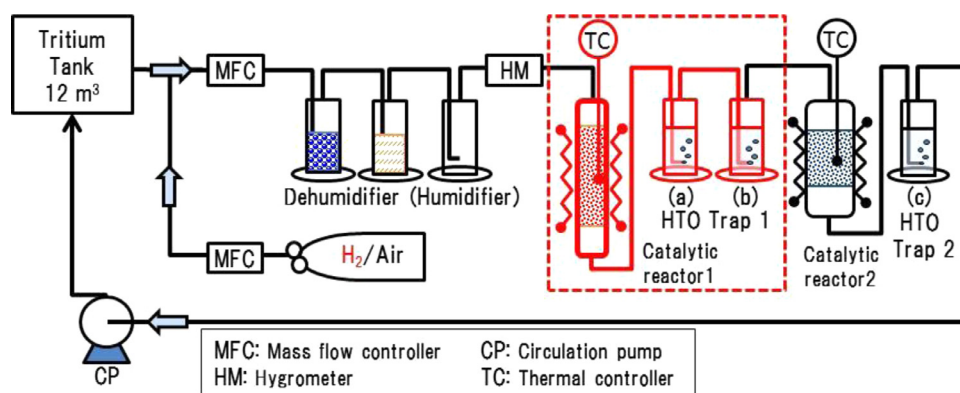 Tritium
Tank
12 m³
MFC
HM
TC
TC
Dehumidifier (Humidifier)
(a)
(b)
HTO Trap 1
(c)
HTO
Trap 2
Catalytic
reactor1
Catalytic
reactor2
MFC
H₂/Air
CP
MFC: Mass flow controller
CP: Circulation pump
HM: Hygrometer
TC: Thermal controller